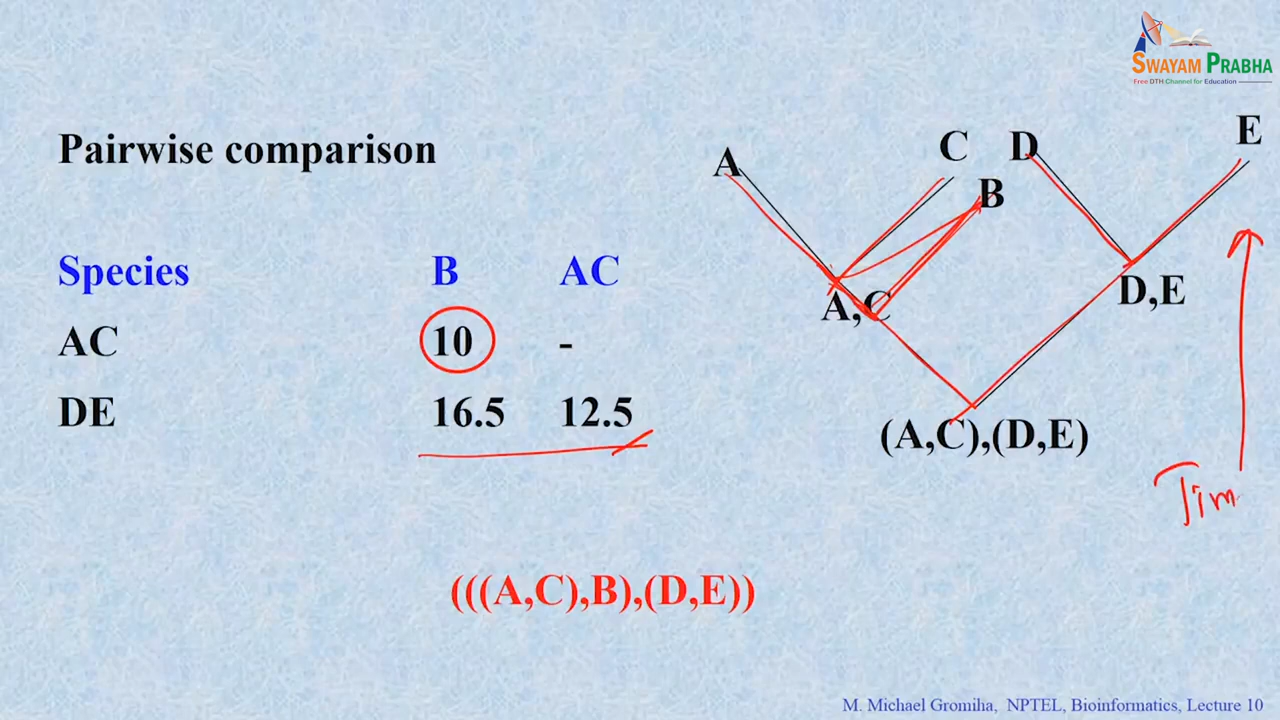 SWAYAM PRABHA
Free DTH Channel for Education
Pairwise comparison
A
C
D
E
B
Species B AC
AC 10 -
DE 16.5 12.5
A,C
D,E
(A,C),(D,E)
Tim
(((A,C),B),(D,E))
M. Michael Gromiha, NPTEL, Bioinformatics, Lecture 10